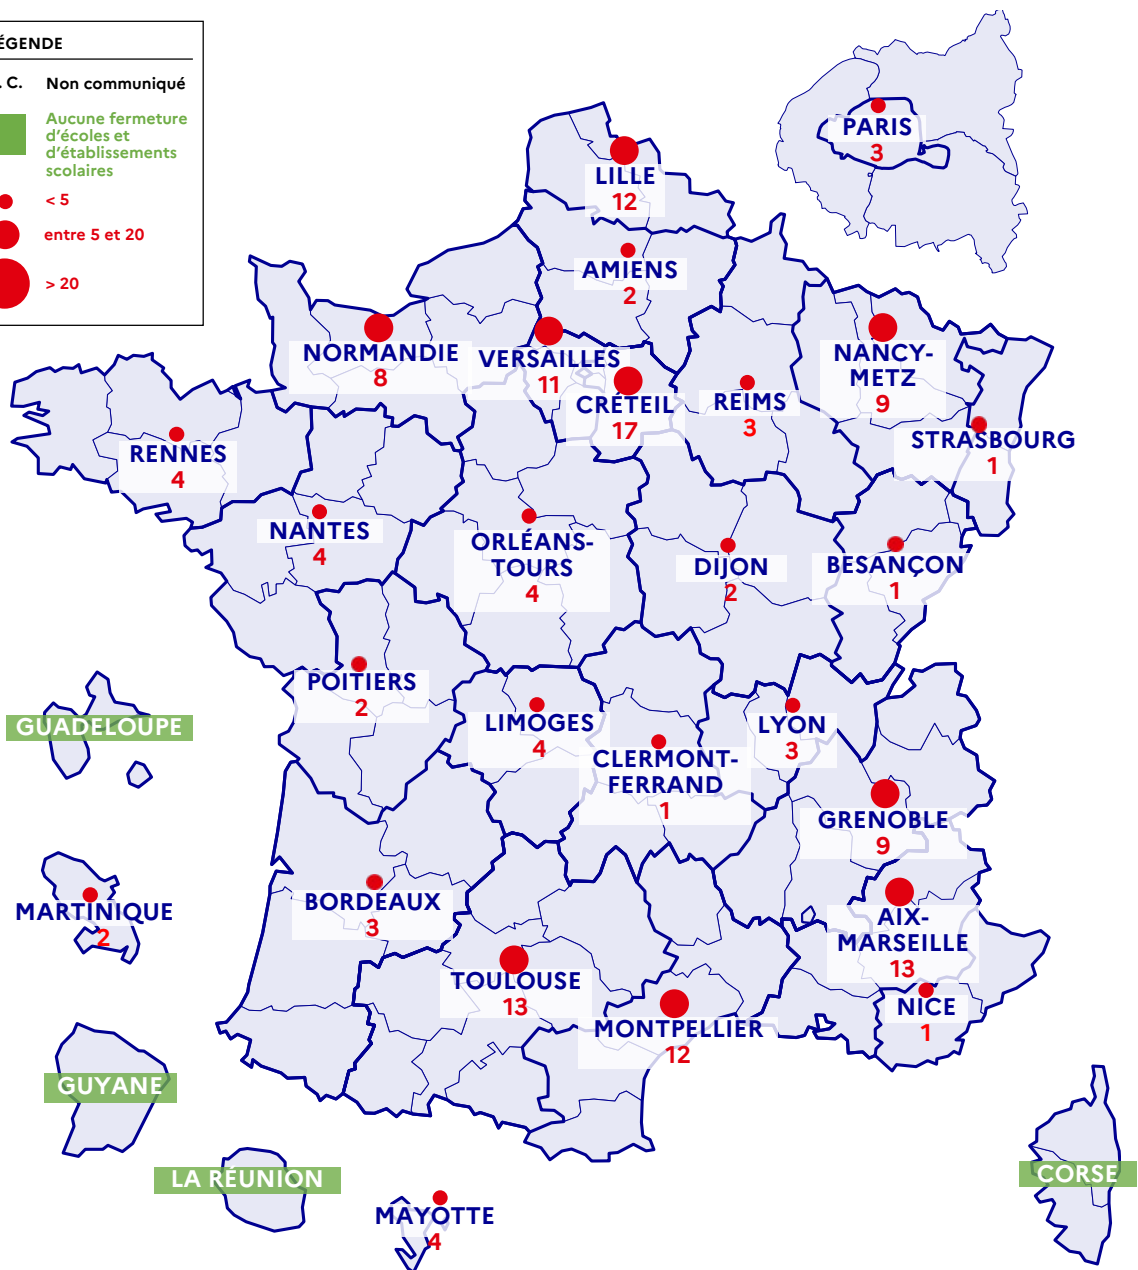 ÉGENDE
. C. Non communiqué
Aucune fermeture
d'écoles et
d'établissements
scolaires
< 5
entre 5 et 20
> 20
PARIS
3
LILLE
12
AMIENS
2
NORMANDIE
8
VERSAILLES
11
CRÉTEIL
17
REIMS
3
NANCY-
METZ
9
STRASBOURG
1
RENNES
4
NANTES
4
ORLÉANS-
TOURS
4
DIJON
2
BESANÇON
1
POITIERS
2
LIMOGES
4
CLERMONT-
FERRAND
1
LYON
3
GRENOBLE
9
GUADELOUPE
MARTINIQUE
2
BORDEAUX
3
TOULOUSE
13
MONTPELLIER
12
AIX-
MARSEILLE
13
NICE
1
GUYANE
LA RÉUNION
MAYOTTE
4
CORSE